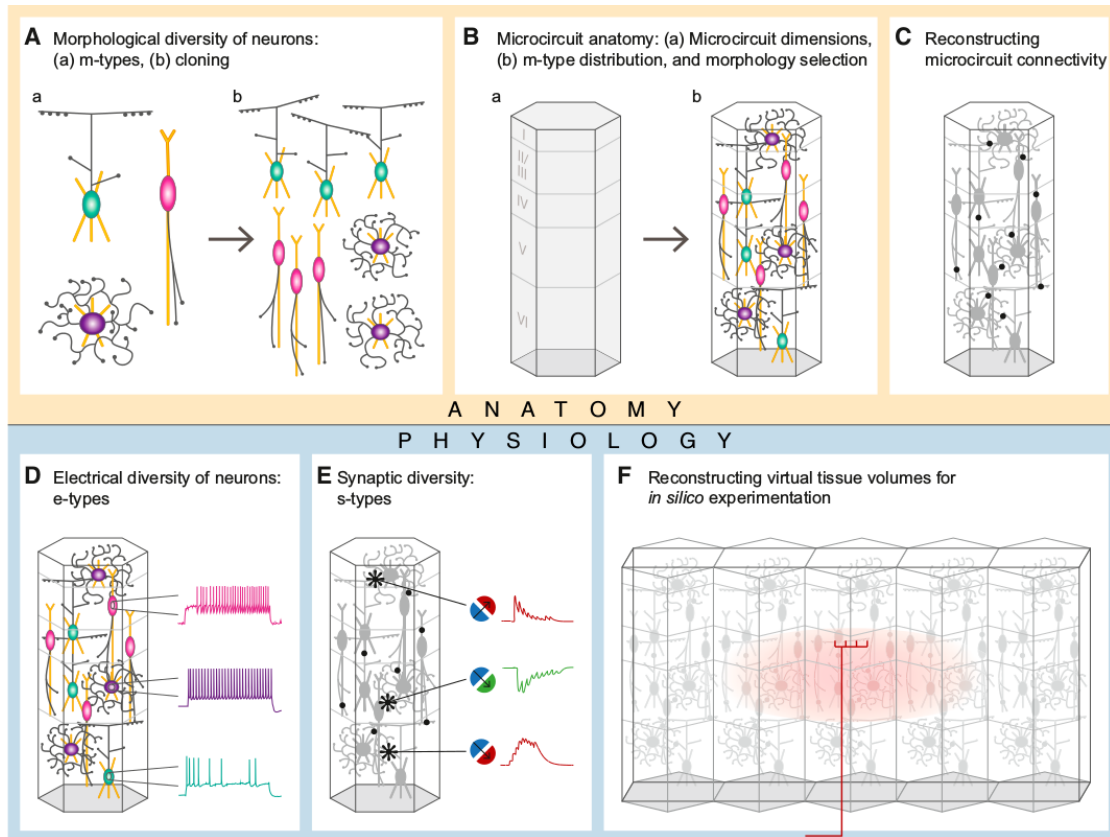 A Morphological diversity of neurons:
(a) m-types, (b) cloning
a
b
B Microcircuit anatomy: (a) Microcircuit dimensions,
(b) m-type distribution, and morphology selection
a
b
I
II/
III
IV
V
VI
C Reconstructing
microcircuit connectivity
ANATOMY
PHYSIOLOGY
D Electrical diversity of neurons:
e-types
E Synaptic diversity:
s-types
F Reconstructing virtual tissue volumes for
in silico experimentation